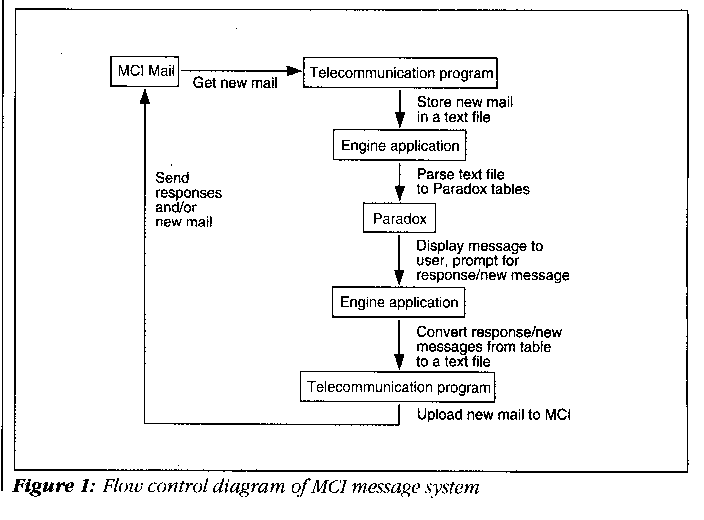 MCI Mail
Get new mail
Telecommunication program
Store new mail
in a text file
Engine application
Parse text file
to Paradox tables
Paradox
Display message to
user, prompt for
response/new message
Engine application
Convert response/new
messages from table
to a text file
Telecommunication program
Upload new mail to MCI
Send
responses
and/or
new mail
Figure 1: Flow control diagram of MCI message system